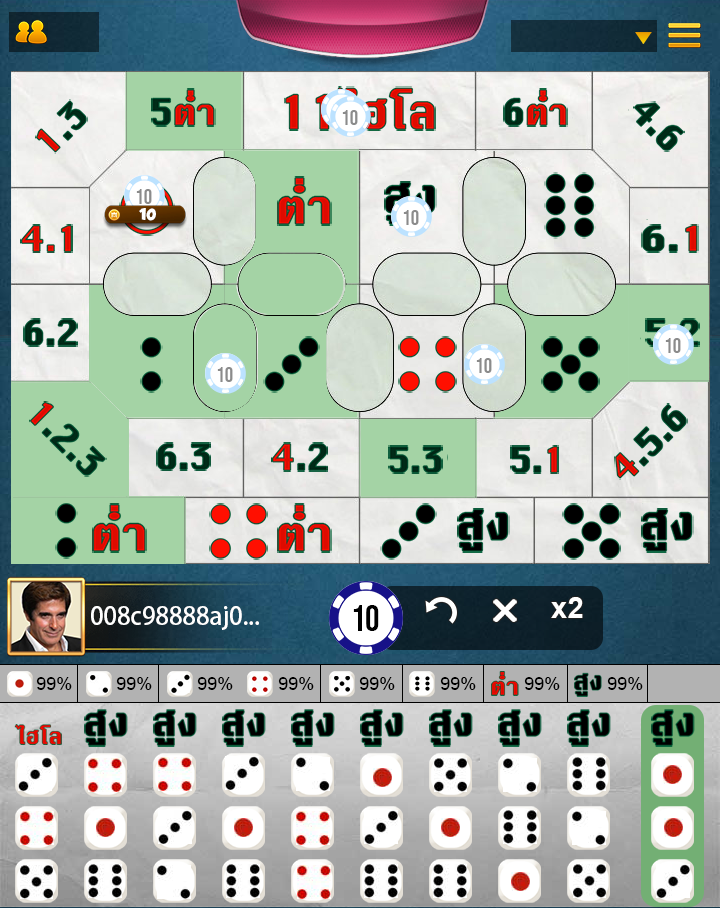 1.3 5ต่ำ 11ไฮโล 6ต่ำ 4.6
10
4.1 10 10 ต่ำ สูง 10 6.1
6.2 10 10 5.2 10
1.2.3 6.3 4.2 5.3 5.1 4.5.6
ต่ำ ต่ำ สูง สูง
008c98888aj0... 10 x2
99% 99% 99% 99% 99% 99% ต่ำ 99% สูง 99%
ไฮโล สูง สูง สูง สูง สูง สูง สูง สูง สูง